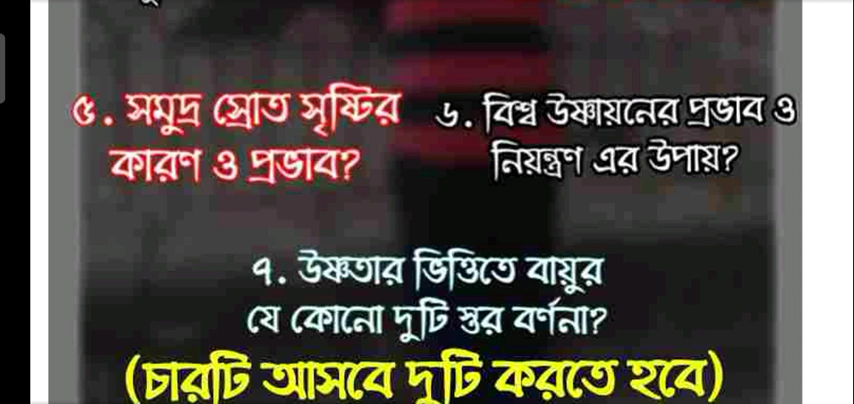 ৫. সমুদ্র স্রোত সৃষ্টির
কারণ ও প্রভাব?
৬. বিশ্ব উষ্ণায়নের প্রভাব ও
নিয়ন্ত্রণ এর উপায়?
৭. উষ্ণতার ভিত্তিতে বায়ুর
যে কোনো দুটি স্তর বর্ণনা?
(চারটি আসবে দুটি করতে হবে)